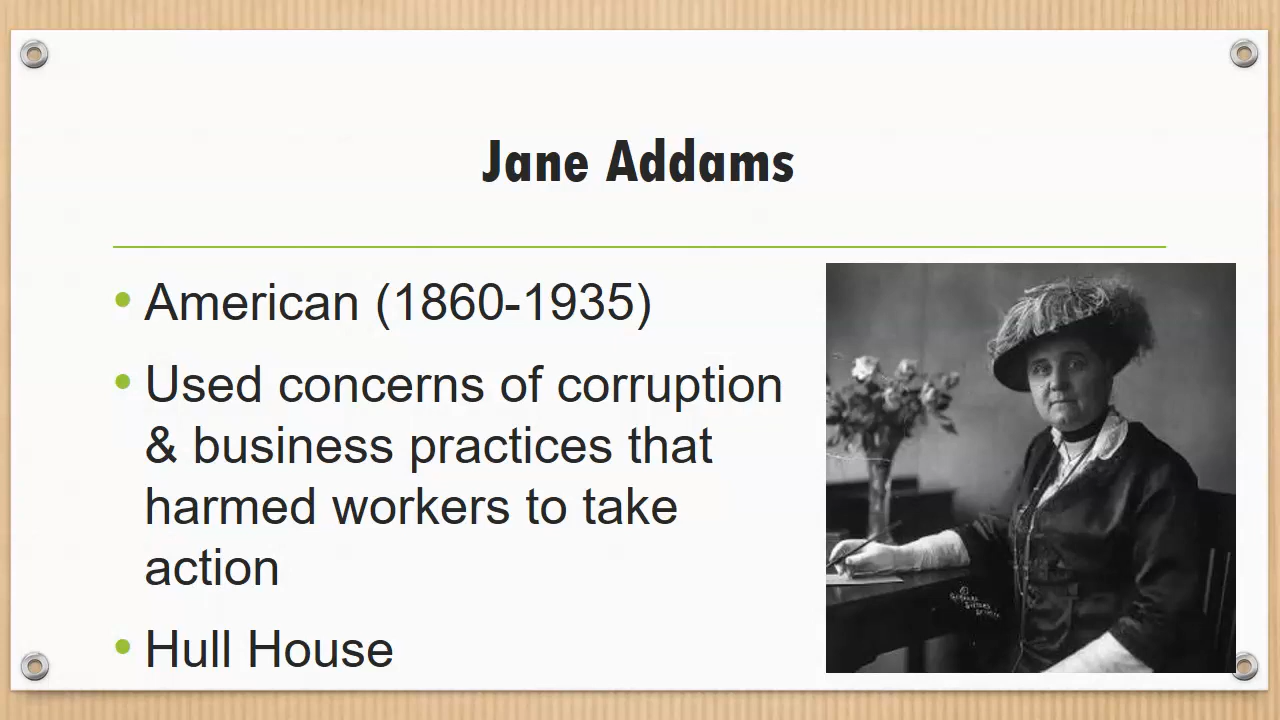 Jane Addams
• American (1860-1935)
• Used concerns of corruption
& business practices that
harmed workers to take
action
• Hull House